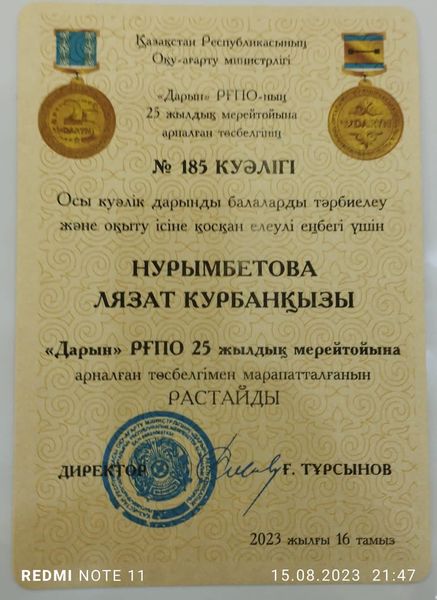 Қазақстан Республикасының
Оқу-ағарту министрлігі
«Дарын» РҒПО-ның
25 жылдық мерейтойына
арналған төсбелгінің
№ 185 КУӘЛІГІ
Осы куәлік дарынды балаларды тәрбиелеу
және оқыту ісіне қосқан елеулі еңбегі үшін
НУРЫМБЕТОВА
ЛЯЗАТ КУРБАНҚЫЗЫ
«Дарын» РҒПО 25 жылдық мерейтойына
арналған төсбелгімен марапатталғанын
РАСТАЙДЫ
ДИРЕКТОР Ғ. ТҰРСЫНОВ
2023 жылғы 16 тамыз
REDMI NOTE 11 15.08.2023 21:47